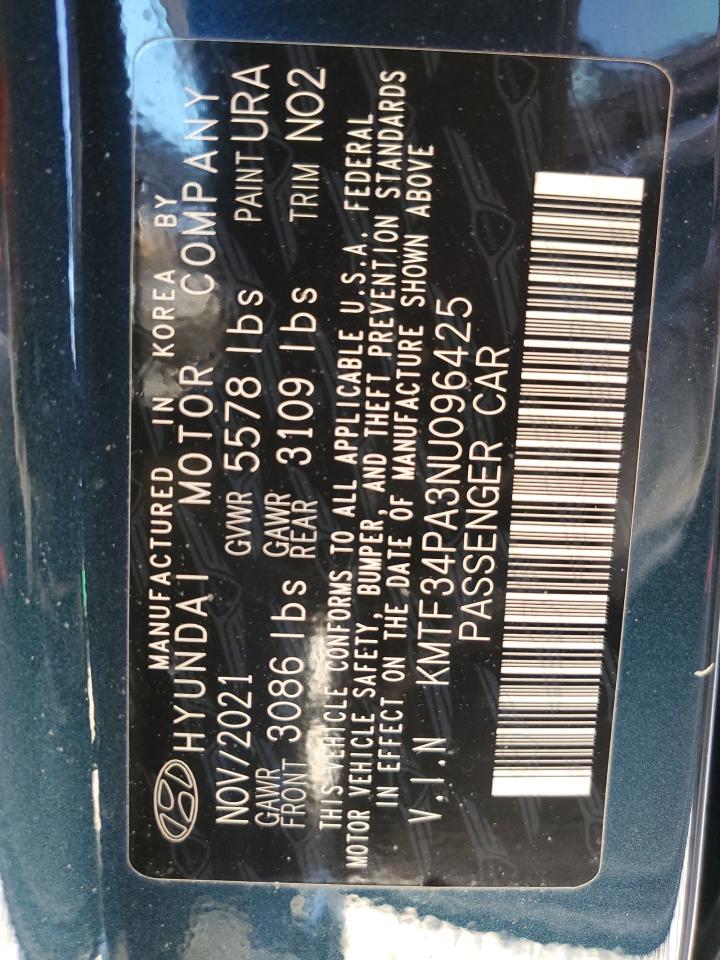 MANUFACTURED IN KOREA BY
HYUNDAI MOTOR COMPANY
NOV/2021 GVWR 5578 lbs PAINT URA
GAWR FRONT 3086 lbs GAWR REAR 3109 lbs TRIM NO2
THIS VEHICLE CONFORMS TO ALL APPLICABLE U.S.A. FEDERAL
MOTOR VEHICLE SAFETY, BUMPER, AND THEFT PREVENTION STANDARDS
IN EFFECT ON THE DATE OF MANUFACTURE SHOWN ABOVE
V.I.N KMTF34PA3NU096425
PASSENGER CAR